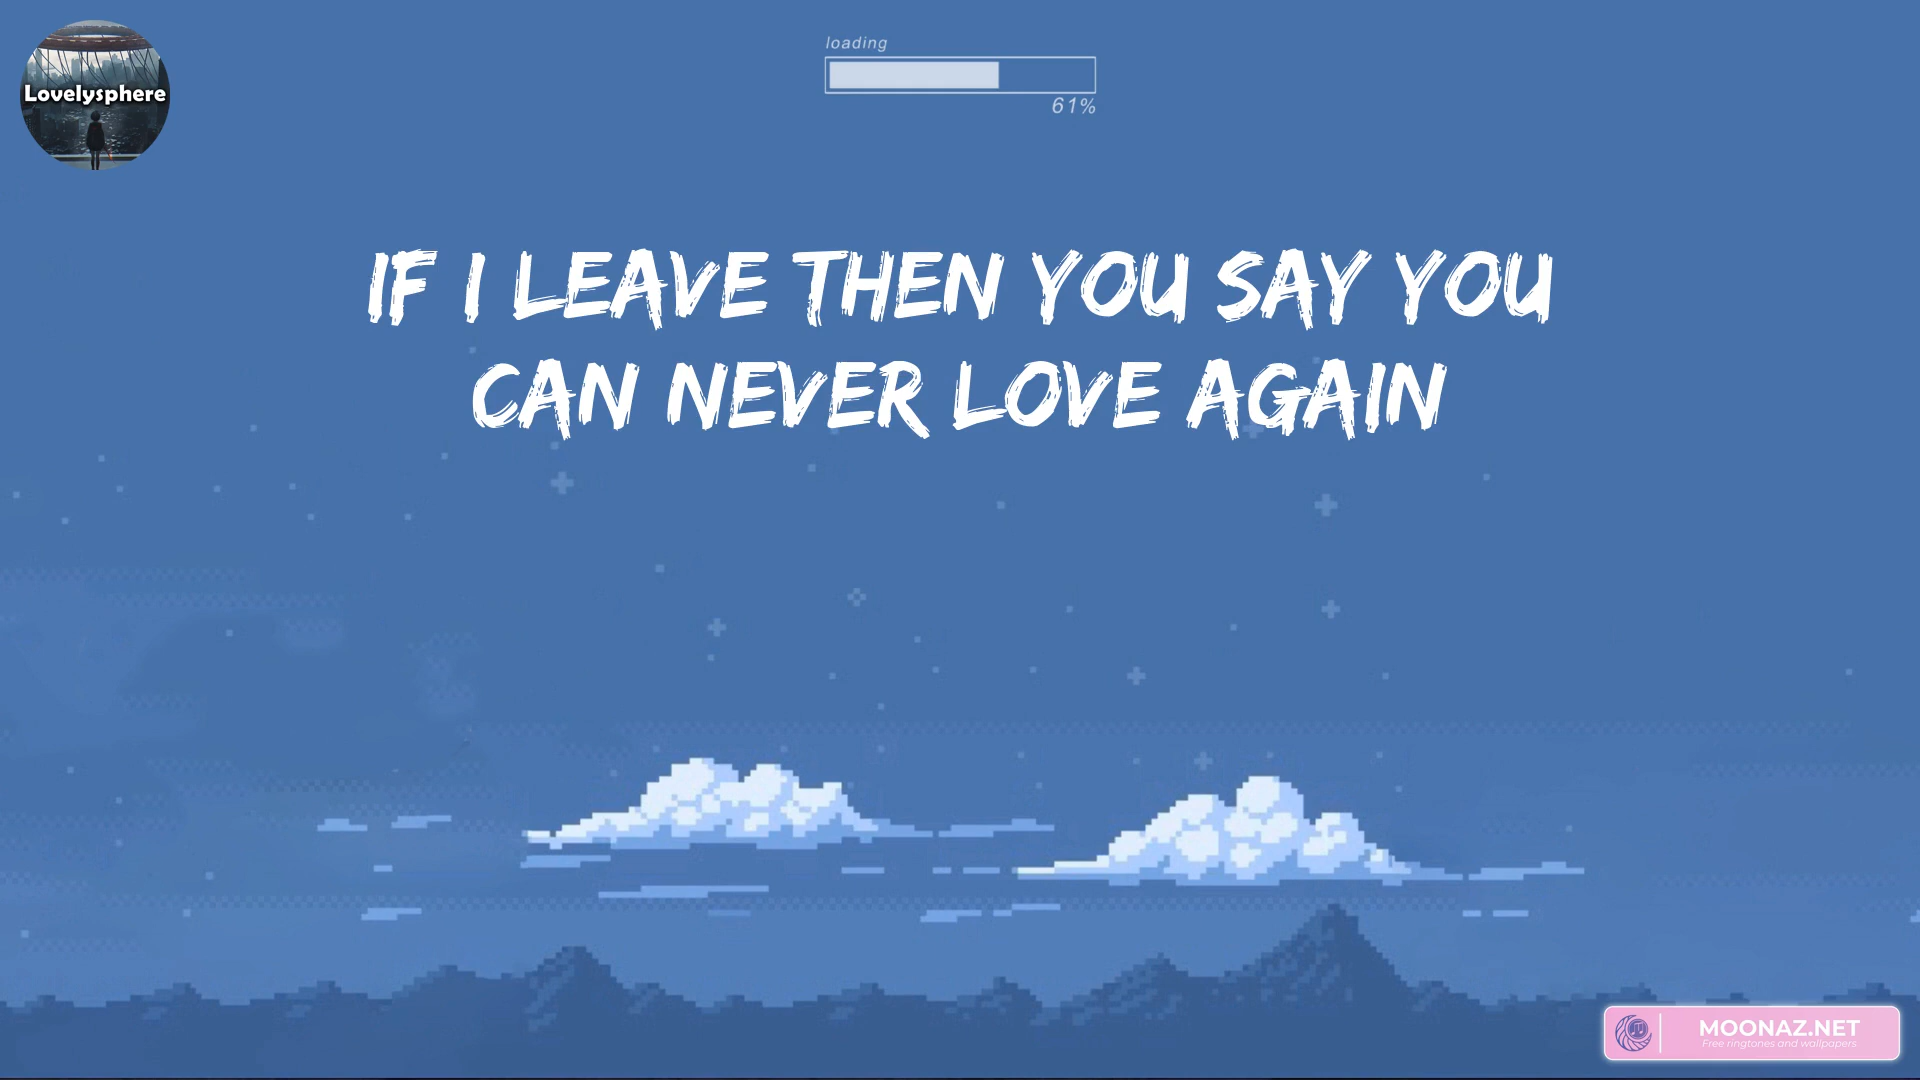 Lovelysphere
loading
61%
IF I LEAVE THEN YOU SAY YOU
CAN NEVER LOVE AGAIN
MOONAZ.NET
Free ringtones and wallpapers